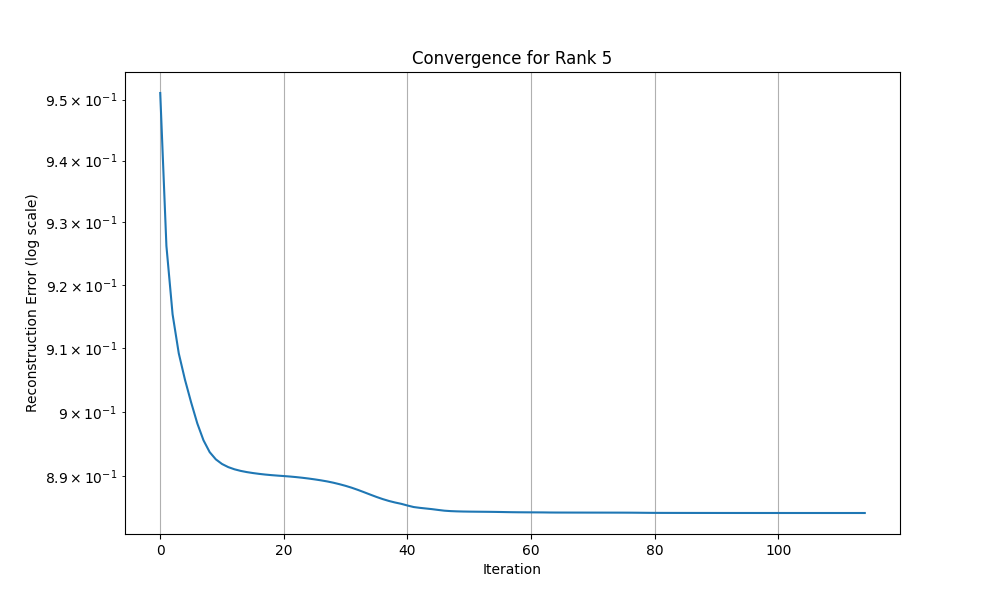 Convergence for Rank 5
Reconstruction Error (log scale)
9.5 × 10⁻¹
9.4 × 10⁻¹
9.3 × 10⁻¹
9.2 × 10⁻¹
9.1 × 10⁻¹
9 × 10⁻¹
8.9 × 10⁻¹
0 20 40 60 80 100
Iteration